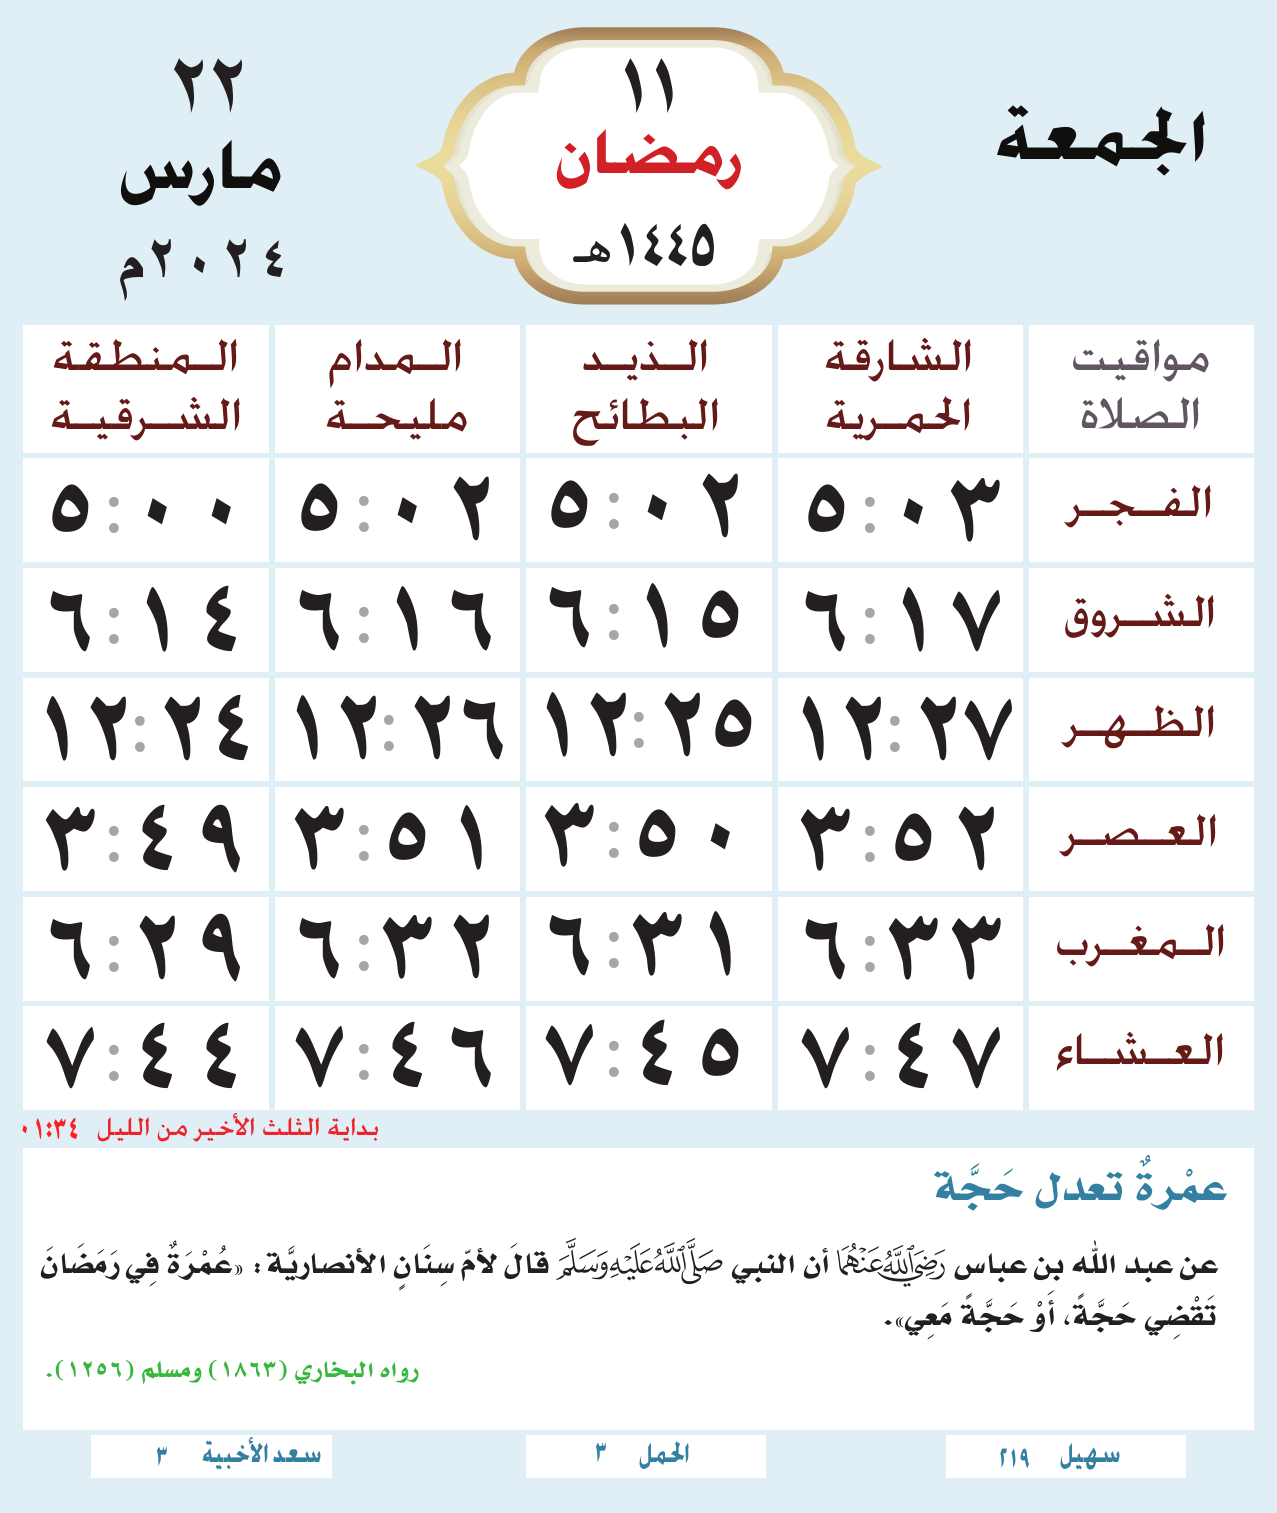 الجمعة
١١
رمضان
١٤٤٥هـ
٢٢
مارس
٢٠٢٤م
مواقيت الصلاة
الشارقة الحمرية
الذيد البطائح
المدام مليحة
المنطقة الشرقية
الفجر ٥:٠٣ ٥:٠٢ ٥:٠٢ ٥:٠٠
الشروق ٦:١٧ ٦:١٥ ٦:١٦ ٦:١٤
الظهر ١٢:٢٧ ١٢:٢٥ ١٢:٢٦ ١٢:٢٤
العصر ٣:٥٢ ٣:٥٠ ٣:٥١ ٣:٤٩
المغرب ٦:٣٣ ٦:٣١ ٦:٣٢ ٦:٢٩
العشاء ٧:٤٧ ٧:٤٥ ٧:٤٦ ٧:٤٤
بداية الثلث الأخير من الليل ٠١:٣٤
عمْرةٌ تعدل حَجَّة
عن عبد الله بن عباس رَضِيَ اللَّهُ عَنْهُمَا أن النبي صَلَّى اللَّهُ عَلَيْهِ وَسَلَّمَ قالَ لأمّ سِنَانٍ الأنصاريَّة : «عُمْرَةٌ فِي رَمَضَانَ
تَقْضِي حَجَّةً، أَوْ حَجَّةً مَعِي».
رواه البخاري (١٨٦٣) ومسلم (١٢٥٦).
سهيل ٢١٩
الحمل ٣
سعد الأخبية ٣